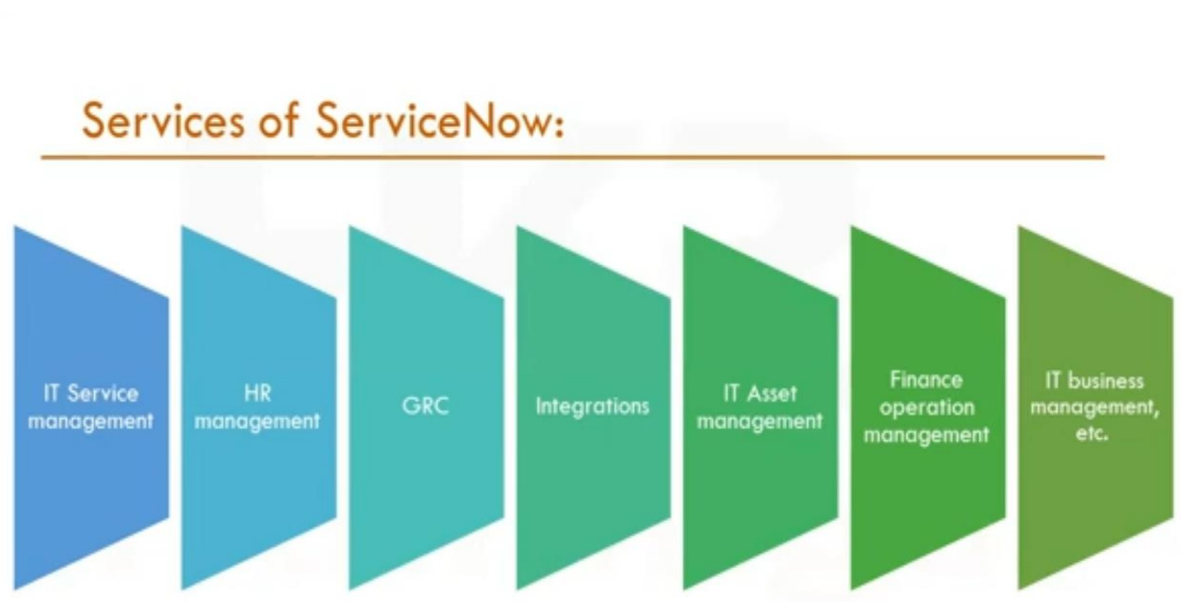 Services of ServiceNow:
IT Service
management
HR
management
GRC
Integrations
IT Asset
management
Finance
operation
management
IT business
management,
etc.